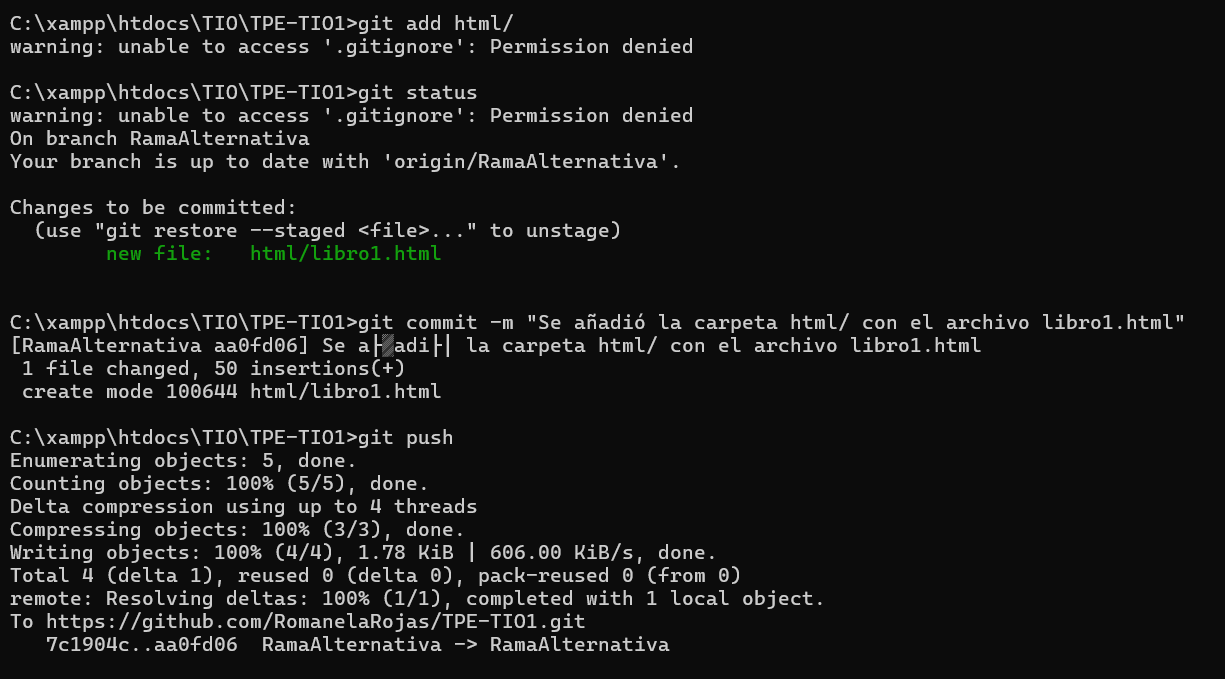 C:\xampp\htdocs\TIO\TPE-TIO1>git add html/
warning: unable to access '.gitignore': Permission denied
C:\xampp\htdocs\TIO\TPE-TIO1>git status
warning: unable to access '.gitignore': Permission denied
On branch RamaAlternativa
Your branch is up to date with 'origin/RamaAlternativa'.
Changes to be committed:
  (use "git restore --staged <file>..." to unstage)
        new file:   html/libro1.html
C:\xampp\htdocs\TIO\TPE-TIO1>git commit -m "Se añadió la carpeta html/ con el archivo libro1.html"
[RamaAlternativa aa0fd06] Se a├▒adi├│ la carpeta html/ con el archivo libro1.html
 1 file changed, 50 insertions(+)
 create mode 100644 html/libro1.html
C:\xampp\htdocs\TIO\TPE-TIO1>git push
Enumerating objects: 5, done.
Counting objects: 100% (5/5), done.
Delta compression using up to 4 threads
Compressing objects: 100% (3/3), done.
Writing objects: 100% (4/4), 1.78 KiB | 606.00 KiB/s, done.
Total 4 (delta 1), reused 0 (delta 0), pack-reused 0 (from 0)
remote: Resolving deltas: 100% (1/1), completed with 1 local object.
To https://github.com/RomanelaRojas/TPE-TIO1.git
   7c1904c..aa0fd06  RamaAlternativa -> RamaAlternativa